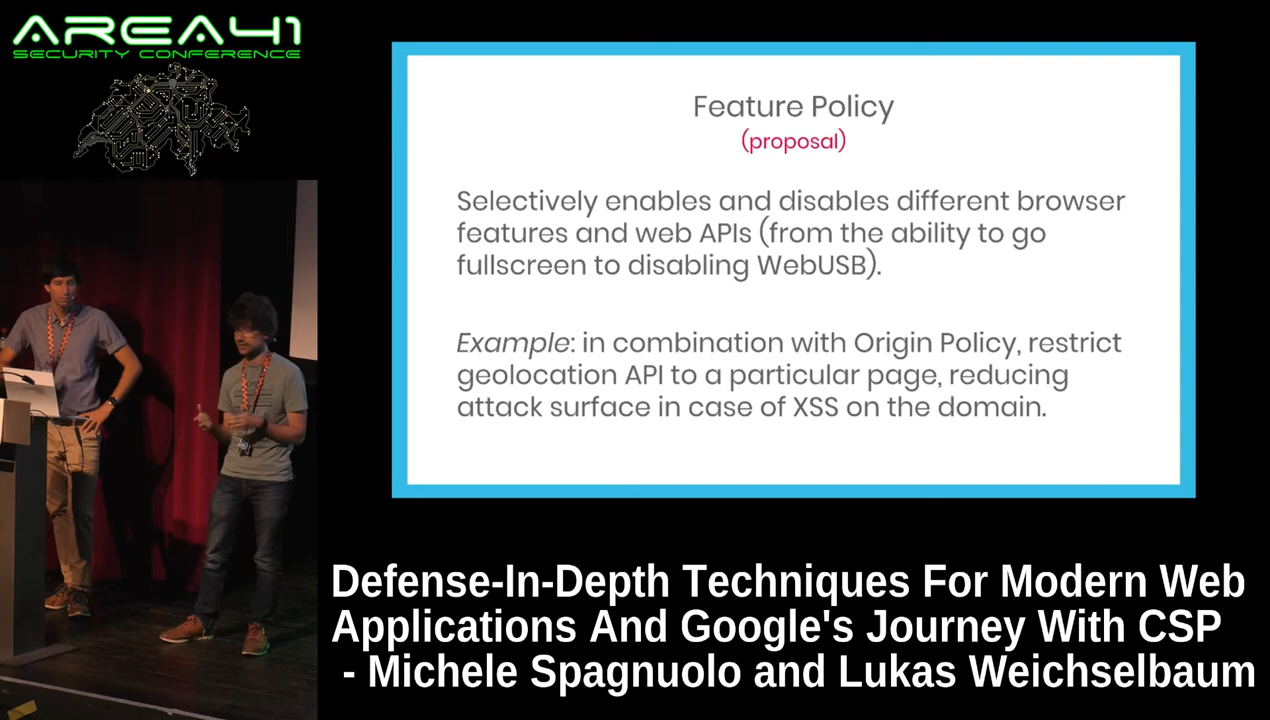 AREA41
SECURITY CONFERENCE
Feature Policy
(proposal)
Selectively enables and disables different browser
features and web APIs (from the ability to go
fullscreen to disabling WebUSB).
Example: in combination with Origin Policy, restrict
geolocation API to a particular page, reducing
attack surface in case of XSS on the domain.
Defense-In-Depth Techniques For Modern Web
Applications And Google's Journey With CSP
- Michele Spagnuolo and Lukas Weichselbaum